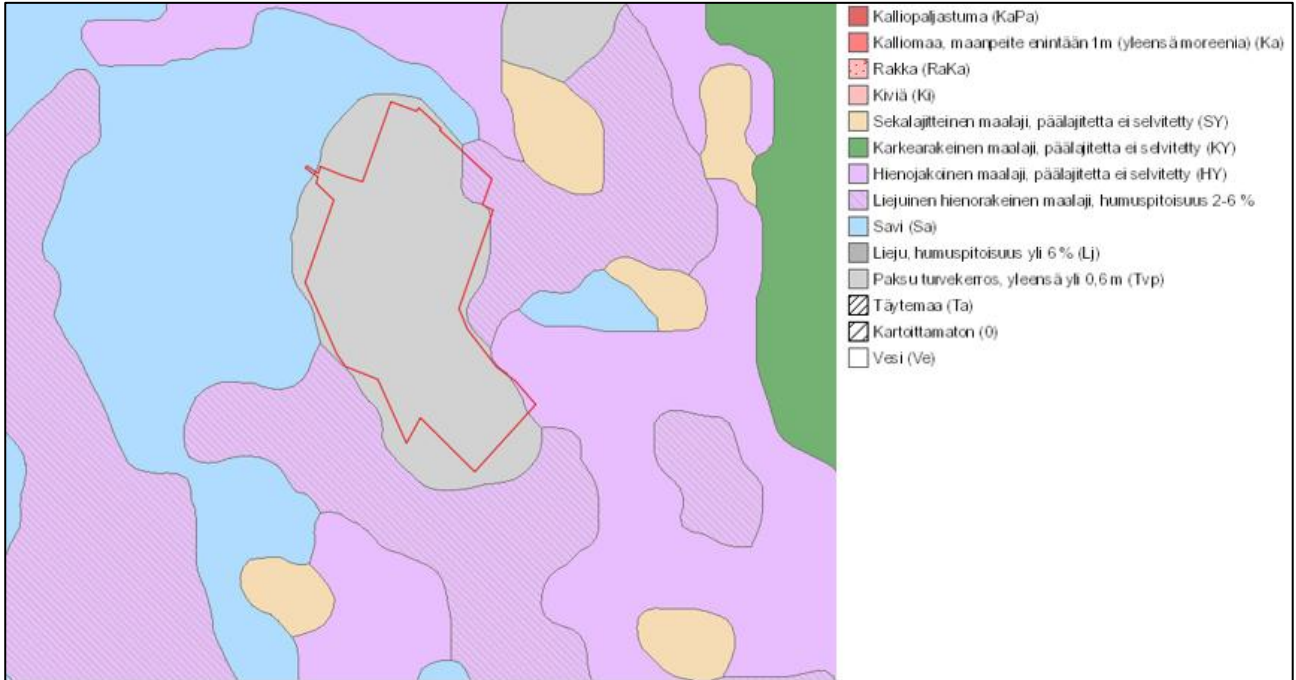 Kalliopaljastuma (KaPa)
Kalliomaa, maanpeite enintään 1m (yleensä moreenia) (Ka)
Rakka (RaKa)
Kiviä (Ki)
Sekalajitteinen maalaji, päälajitetta ei selvitetty (SY)
Karkearakeinen maalaji, päälajitetta ei selvitetty (KY)
Hienojakoinen maalaji, päälajitetta ei selvitetty (HY)
Liejuinen hienorakeinen maalaji, humuspitoisuus 2-6 %
Savi (Sa)
Lieju, humuspitoisuus yli 6 % (Lj)
Paksu turvekerros, yleensä yli 0,6 m (Tvp)
Täytemaa (Ta)
Kartoittamaton (0)
Vesi (Ve)